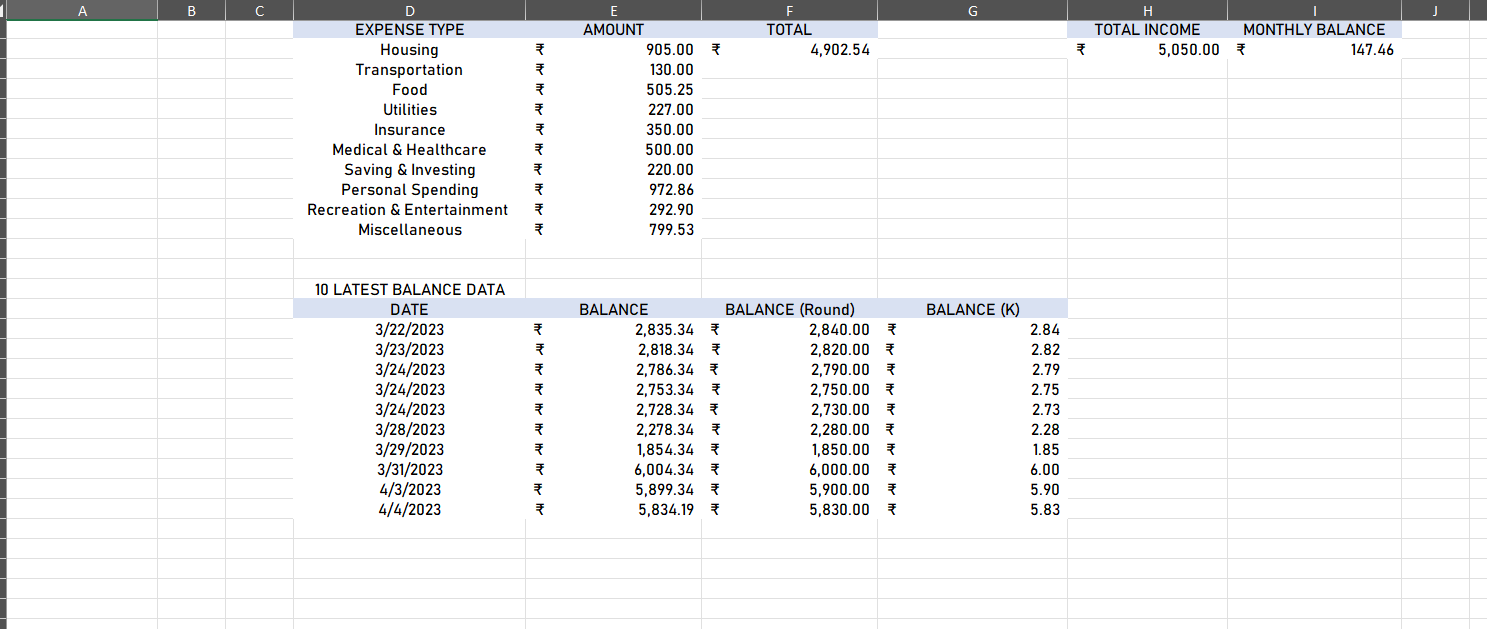 A B C D E F G H I J
EXPENSE TYPE AMOUNT TOTAL TOTAL INCOME MONTHLY BALANCE
Housing ₹ 905.00 ₹ 4,902.54 ₹ 5,050.00 ₹ 147.46
Transportation ₹ 130.00
Food ₹ 505.25
Utilities ₹ 227.00
Insurance ₹ 350.00
Medical & Healthcare ₹ 500.00
Saving & Investing ₹ 220.00
Personal Spending ₹ 972.86
Recreation & Entertainment ₹ 292.90
Miscellaneous ₹ 799.53
10 LATEST BALANCE DATA
DATE BALANCE BALANCE (Round) BALANCE (K)
3/22/2023 ₹ 2,835.34 ₹ 2,840.00 ₹ 2.84
3/23/2023 ₹ 2,818.34 ₹ 2,820.00 ₹ 2.82
3/24/2023 ₹ 2,786.34 ₹ 2,790.00 ₹ 2.79
3/24/2023 ₹ 2,753.34 ₹ 2,750.00 ₹ 2.75
3/24/2023 ₹ 2,728.34 ₹ 2,730.00 ₹ 2.73
3/28/2023 ₹ 2,278.34 ₹ 2,280.00 ₹ 2.28
3/29/2023 ₹ 1,854.34 ₹ 1,850.00 ₹ 1.85
3/31/2023 ₹ 6,004.34 ₹ 6,000.00 ₹ 6.00
4/3/2023 ₹ 5,899.34 ₹ 5,900.00 ₹ 5.90
4/4/2023 ₹ 5,834.19 ₹ 5,830.00 ₹ 5.83